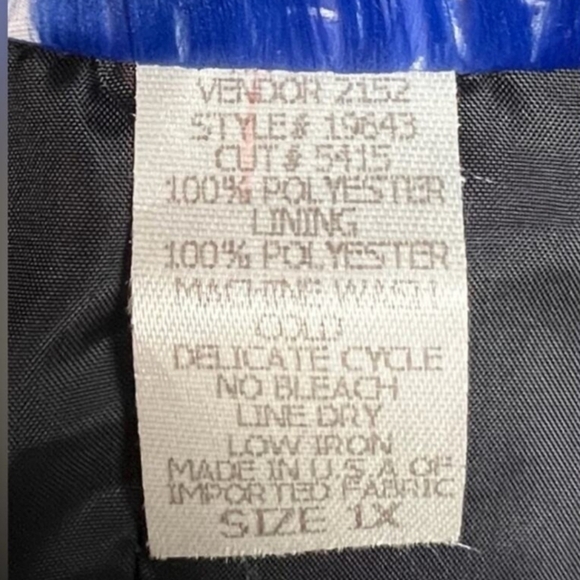 VENDOR 2152
STYLE# 19643
CUT# 5415
100% POLYESTER
LINING
100% POLYESTER
MACHINE WASH
COLD
DELICATE CYCLE
NO BLEACH
LINE DRY
LOW IRON
MADE IN U.S.A OF
IMPORTED FABRIC
SIZE 1X